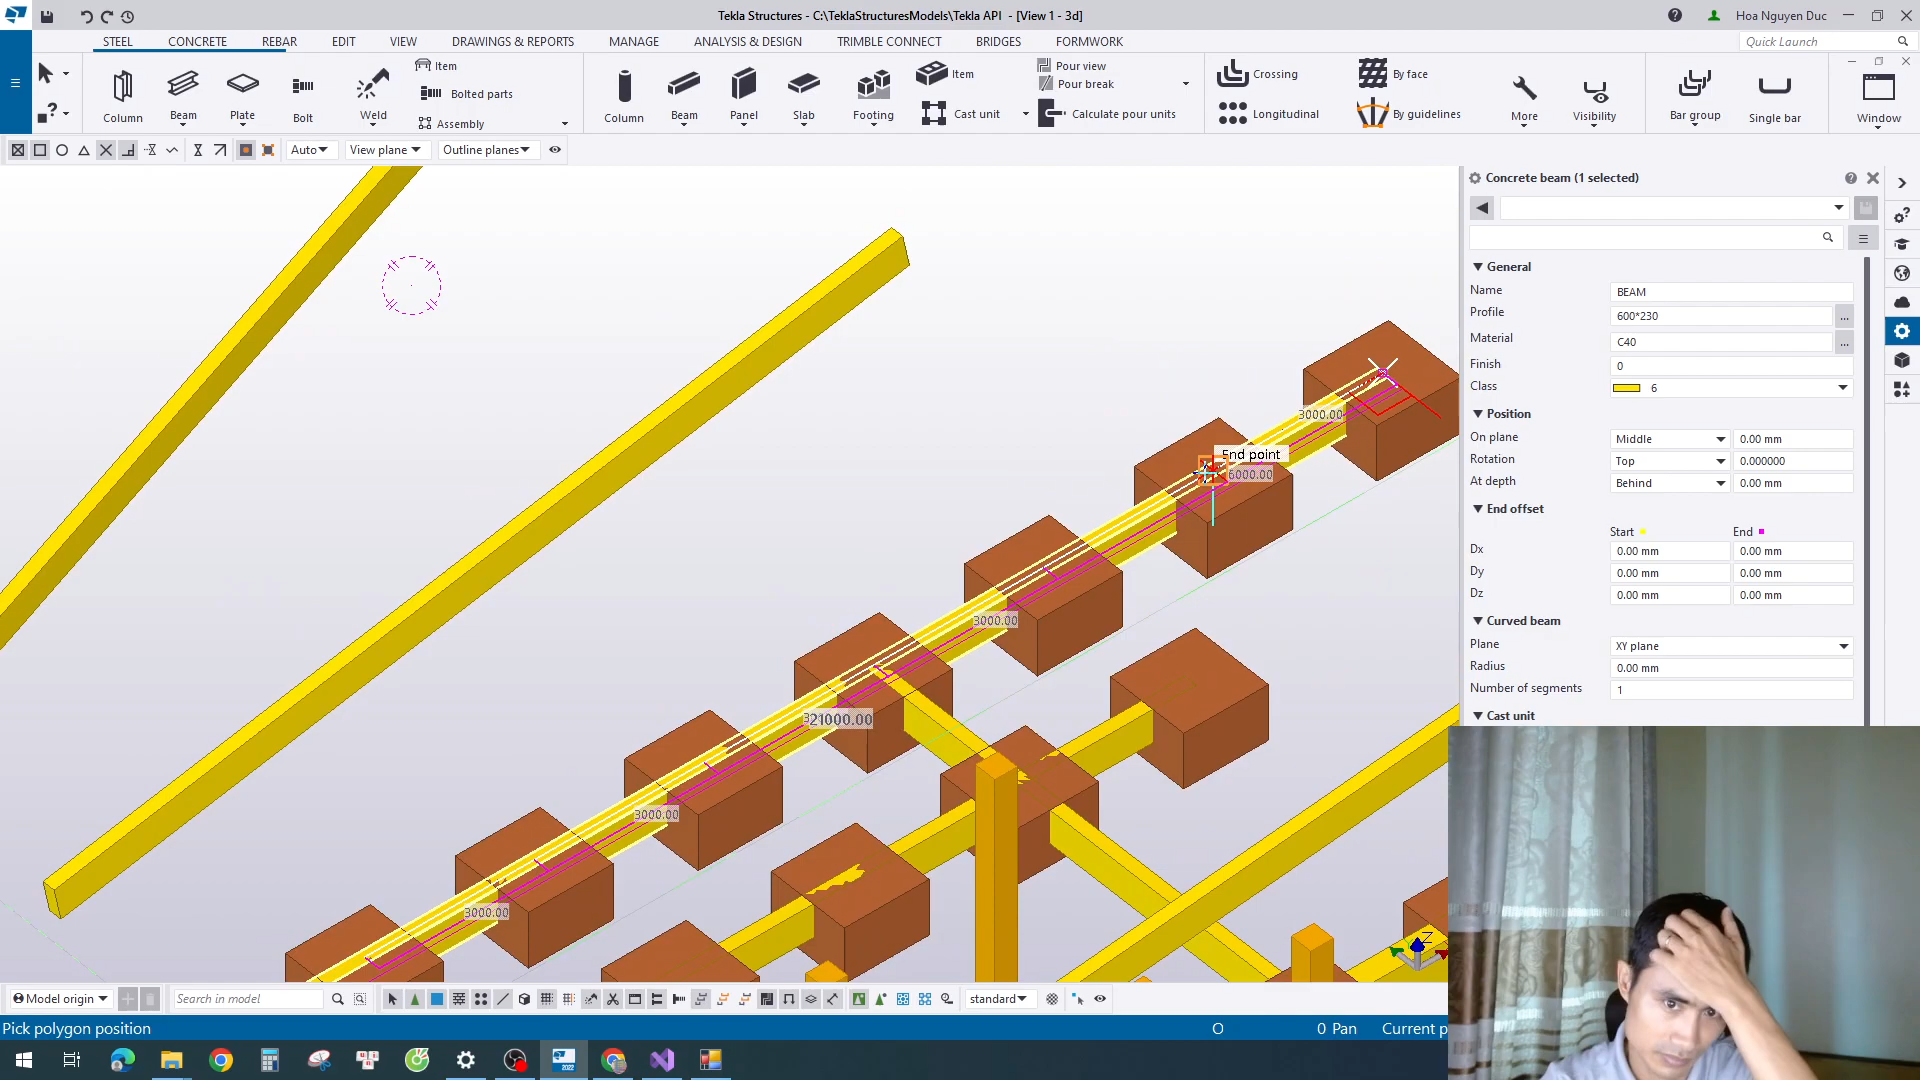 Tekla Structures - C:\TeklaStructuresModels\Tekla API - [View 1 - 3d]
Hoa Nguyen Duc
STEEL CONCRETE REBAR EDIT VIEW DRAWINGS & REPORTS MANAGE ANALYSIS & DESIGN TRIMBLE CONNECT BRIDGES FORMWORK
Quick Launch
Column Beam Plate Bolt Weld
Item
Bolted parts
Assembly
Column Beam Panel Slab Footing
Item
Cast unit
Pour view
Pour break
Calculate pour units
Crossing
Longitudinal
By face
By guidelines
More Visibility Bar group Single bar Window
Auto View plane Outline planes
Concrete beam (1 selected)
General
Name BEAM
Profile 600*230
...
Material C40
...
Finish 0
Class 6
Position
On plane Middle 0.00 mm
Rotation Top 0.000000
At depth Behind 0.00 mm
End offset
Start End
Dx 0.00 mm 0.00 mm
Dy 0.00 mm 0.00 mm
Dz 0.00 mm 0.00 mm
Curved beam
Plane XY plane
Radius 0.00 mm
Number of segments 1
Cast unit
3000.00
End point
6000.00
3000.00
21000.00
3000.00
3000.00
Z
Model origin
Search in model
standard
Pick polygon position
O
0 Pan
Current p
2022